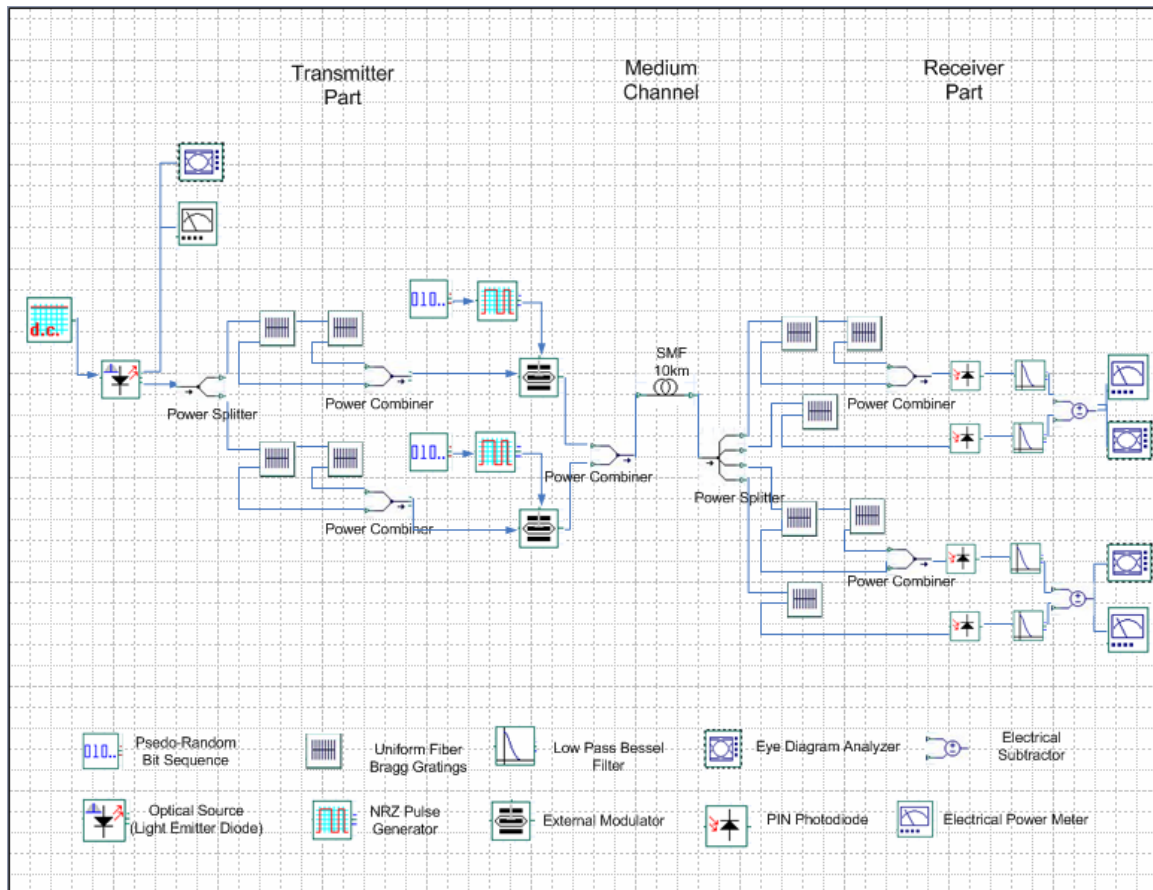 Transmitter
Part
Medium
Channel
Receiver
Part
d.c.
010..
Power Splitter
Power Combiner
SMF
10km
Power Combiner
010..
Power Combiner
Power Combiner
Power Splitter
Power Combiner
Psedo-Random
Bit Sequence
010..
Uniform Fiber
Bragg Gratings
Low Pass Bessel
Filter
Eye Diagram Analyzer
Electrical
Subtractor
Optical Source
(Light Emitter Diode)
NRZ Pulse
Generator
External Modulator
PIN Photodiode
Electrical Power Meter